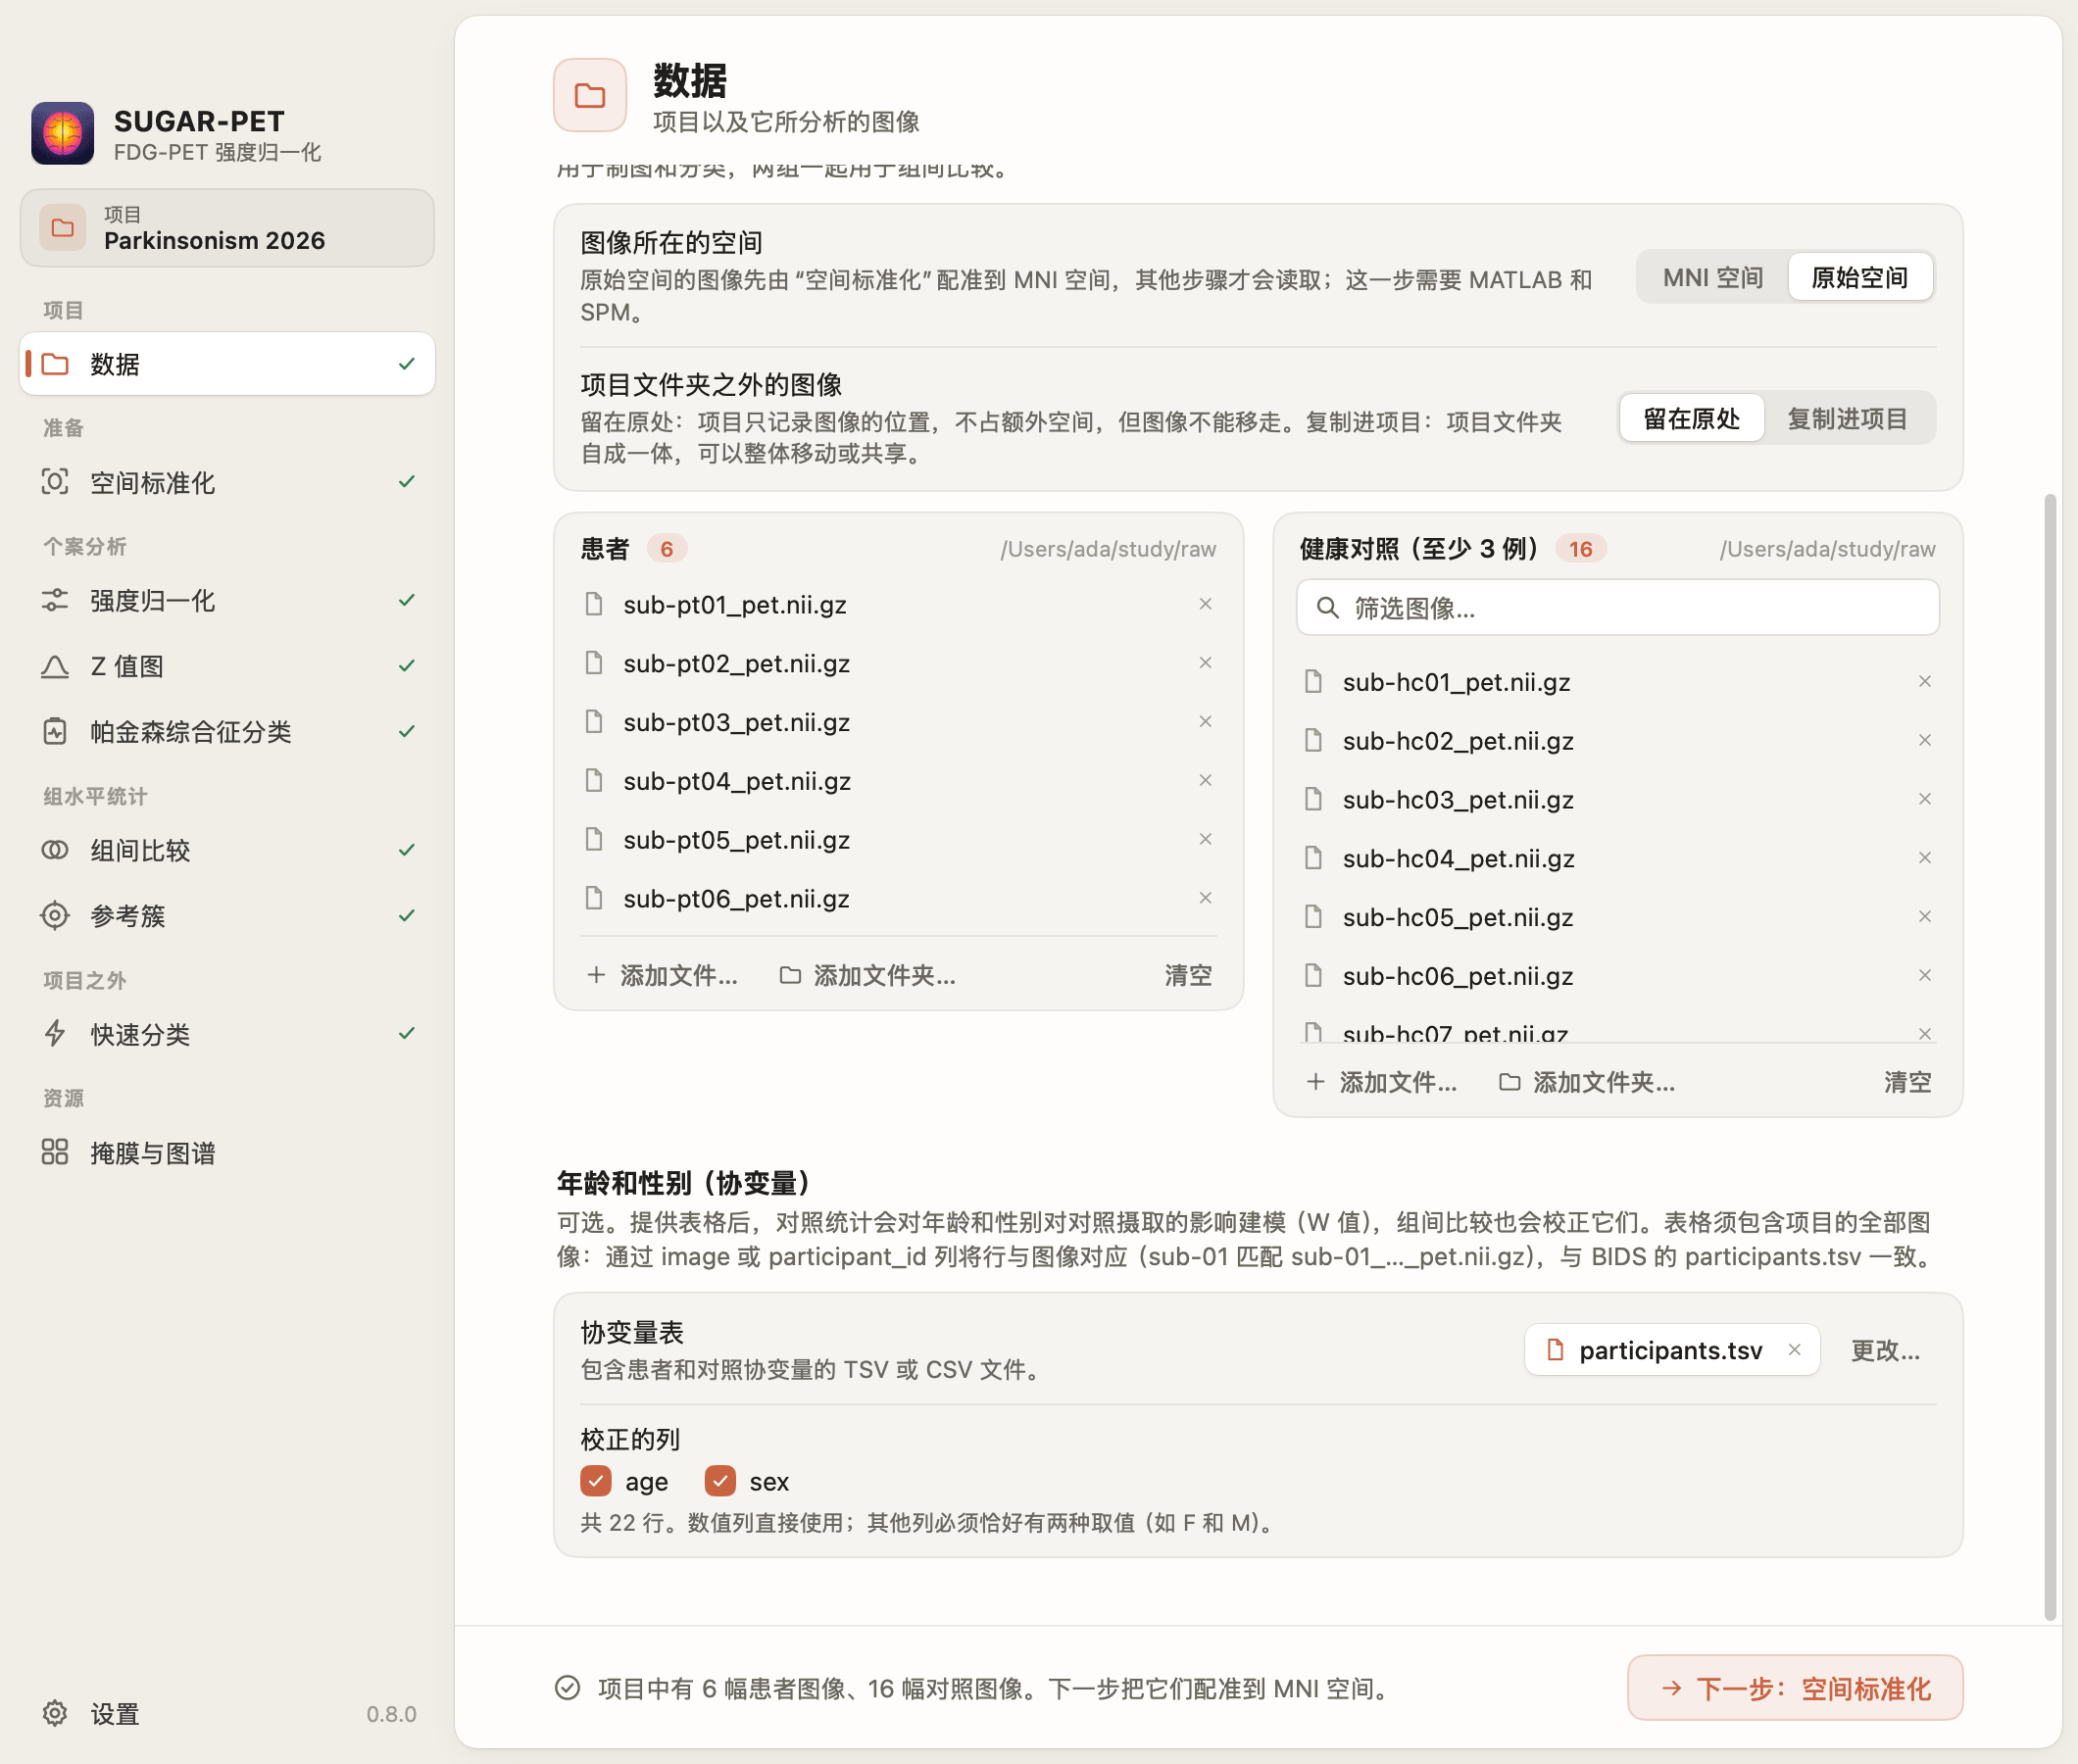 SUGAR-PET
FDG-PET 强度归一化
项目
Parkinsonism 2026
项目
数据
准备
空间标准化
个案分析
强度归一化
Z 值图
帕金森综合征分类
组水平统计
组间比较
参考簇
项目之外
快速分类
资源
掩膜与图谱
设置
0.8.0
数据
项目以及它所分析的图像
用于制图和分类，两组一起用于组间比较。
图像所在的空间
原始空间的图像先由 “空间标准化” 配准到 MNI 空间，其他步骤才会读取；这一步需要 MATLAB 和
SPM。
MNI 空间
原始空间
项目文件夹之外的图像
留在原处：项目只记录图像的位置，不占额外空间，但图像不能移走。复制进项目：项目文件夹
自成一体，可以整体移动或共享。
留在原处
复制进项目
患者 6 /Users/ada/study/raw
sub-pt01_pet.nii.gz
sub-pt02_pet.nii.gz
sub-pt03_pet.nii.gz
sub-pt04_pet.nii.gz
sub-pt05_pet.nii.gz
sub-pt06_pet.nii.gz
添加文件... 添加文件夹... 清空
健康对照（至少 3 例） 16 /Users/ada/study/raw
筛选图像...
sub-hc01_pet.nii.gz
sub-hc02_pet.nii.gz
sub-hc03_pet.nii.gz
sub-hc04_pet.nii.gz
sub-hc05_pet.nii.gz
sub-hc06_pet.nii.gz
sub-hc07_pet.nii.gz
添加文件... 添加文件夹... 清空
年龄和性别（协变量）
可选。提供表格后，对照统计会对年龄和性别对对照摄取的影响建模（W 值），组间比较也会校正它们。表格须包含项目的全部图
像：通过 image 或 participant_id 列将行与图像对应（sub-01 匹配 sub-01_..._pet.nii.gz），与 BIDS 的 participants.tsv 一致。
协变量表
包含患者和对照协变量的 TSV 或 CSV 文件。
participants.tsv
更改...
校正的列
age sex
共 22 行。数值列直接使用；其他列必须恰好有两种取值（如 F 和 M）。
项目中有 6 幅患者图像、16 幅对照图像。下一步把它们配准到 MNI 空间。
下一步：空间标准化